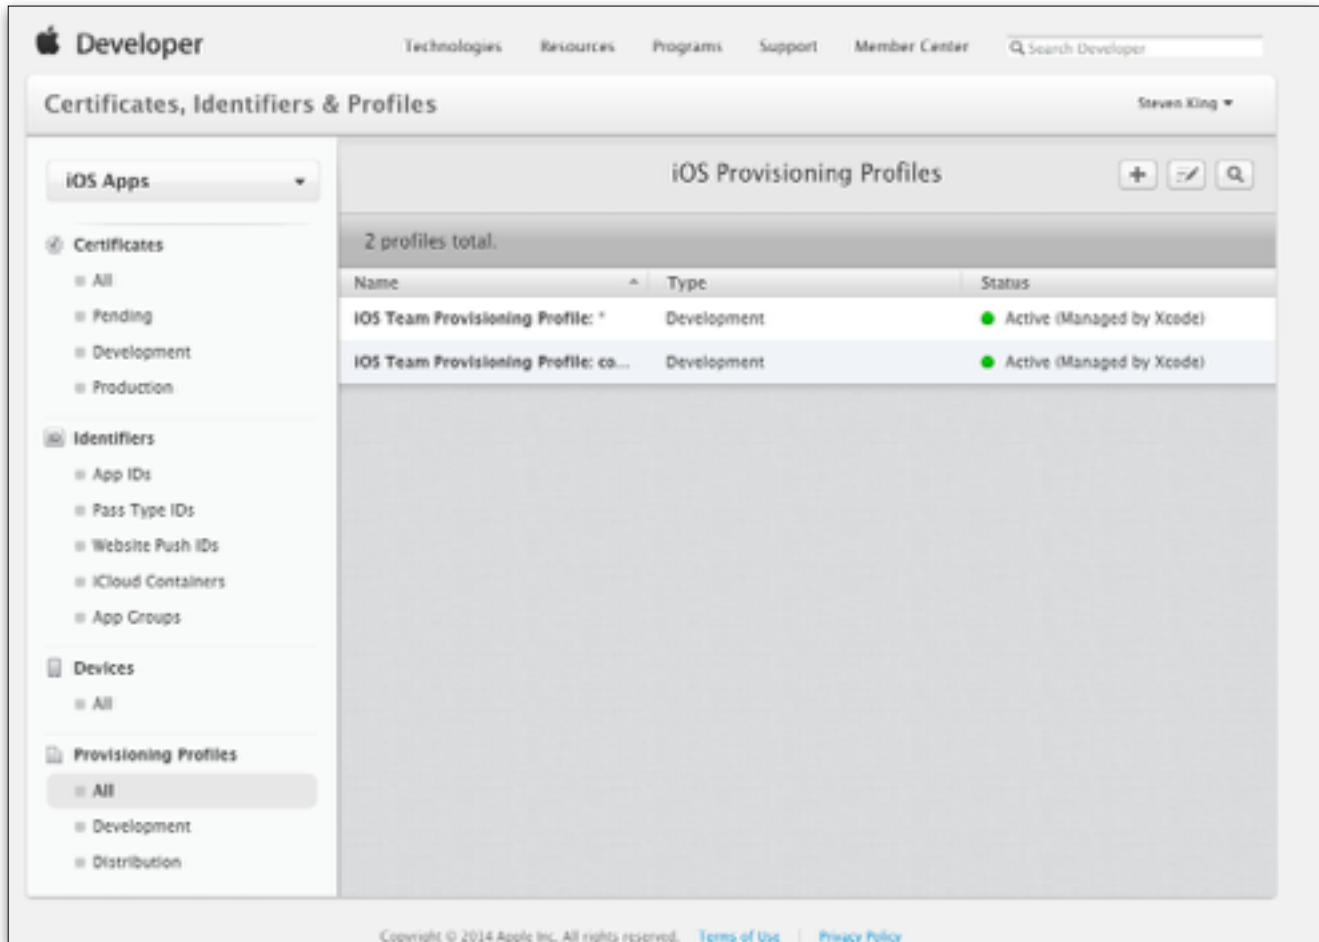 Developer
Technologies Resources Programs Support Member Center Search Developer
Certificates, Identifiers & Profiles
Steven King
iOS Apps
iOS Provisioning Profiles
Certificates
All
Pending
Development
Production
Identifiers
App IDs
Pass Type IDs
Website Push IDs
iCloud Containers
App Groups
Devices
All
Provisioning Profiles
All
Development
Distribution
2 profiles total.
Name Type Status
iOS Team Provisioning Profile: * Development Active (Managed by Xcode)
iOS Team Provisioning Profile: co... Development Active (Managed by Xcode)
Copyright © 2014 Apple Inc. All rights reserved. Terms of Use | Privacy Policy